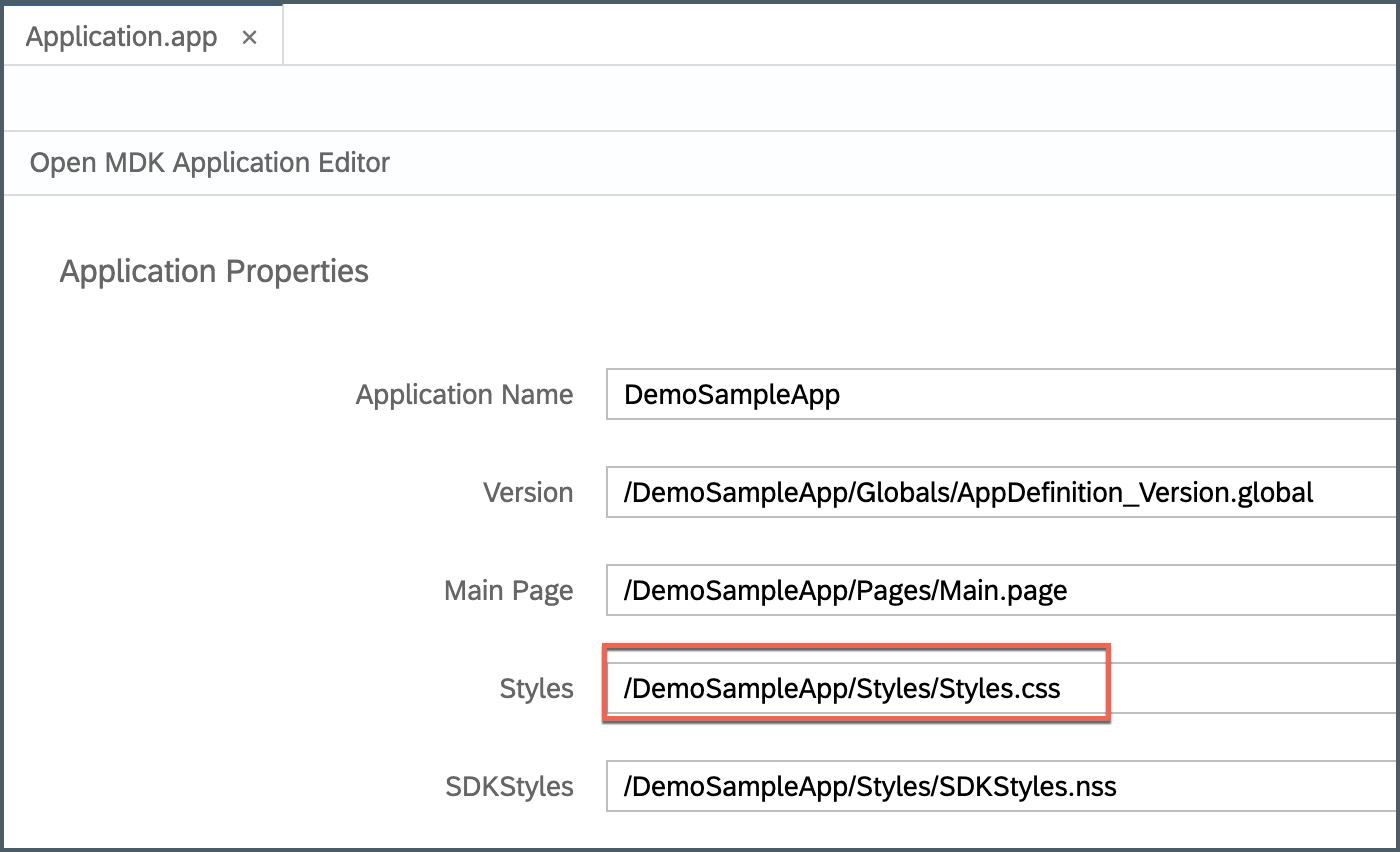 Application.app ×
Open MDK Application Editor
Application Properties
Application Name DemoSampleApp
Version /DemoSampleApp/Globals/AppDefinition_Version.global
Main Page /DemoSampleApp/Pages/Main.page
Styles /DemoSampleApp/Styles/Styles.css
SDKStyles /DemoSampleApp/Styles/SDKStyles.nss